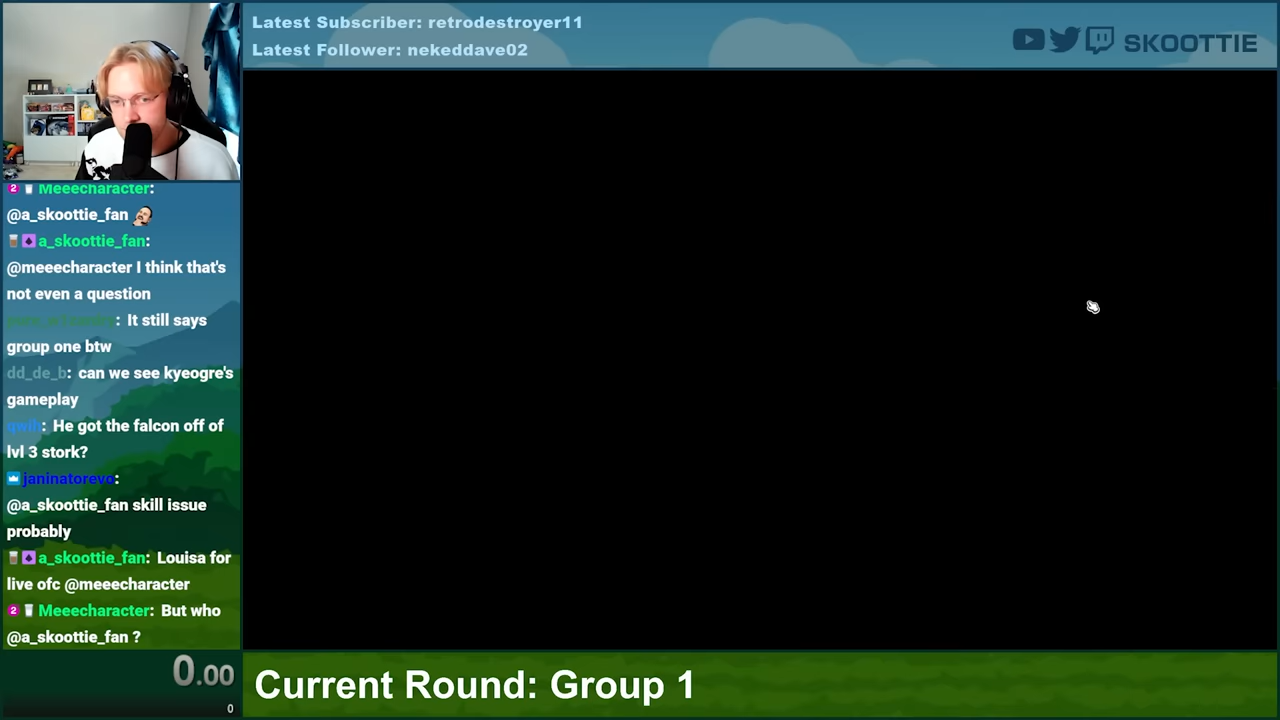 Latest Subscriber: retrodestroyer11
Latest Follower: nekeddave02
SKOOTTIE
2 Meeecharacter:
@a_skoottie_fan
a_skoottie_fan:
@meeecharacter I think that's
not even a question
: It still says
group one btw
dd_de_b: can we see kyeogre's
gameplay
qwih: He got the falcon off of
lvl 3 stork?
janinatorevo:
@a_skoottie_fan skill issue
probably
a_skoottie_fan: Louisa for
live ofc @meeecharacter
2 Meeecharacter: But who
@a_skoottie_fan ?
0.00
0
Current Round: Group 1